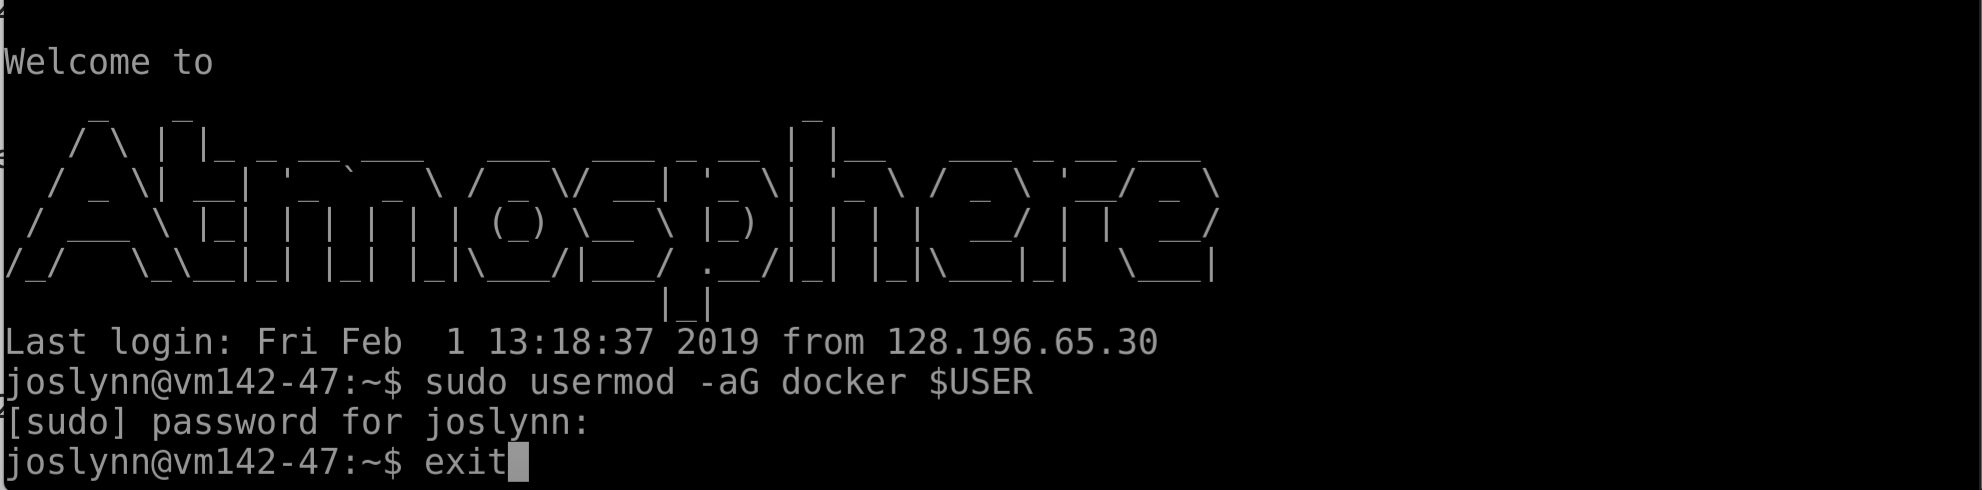 Welcome to
Atmosphere
Last login: Fri Feb  1 13:18:37 2019 from 128.196.65.30
joslynn@vm142-47:~$ sudo usermod -aG docker $USER
[sudo] password for joslynn:
joslynn@vm142-47:~$ exit